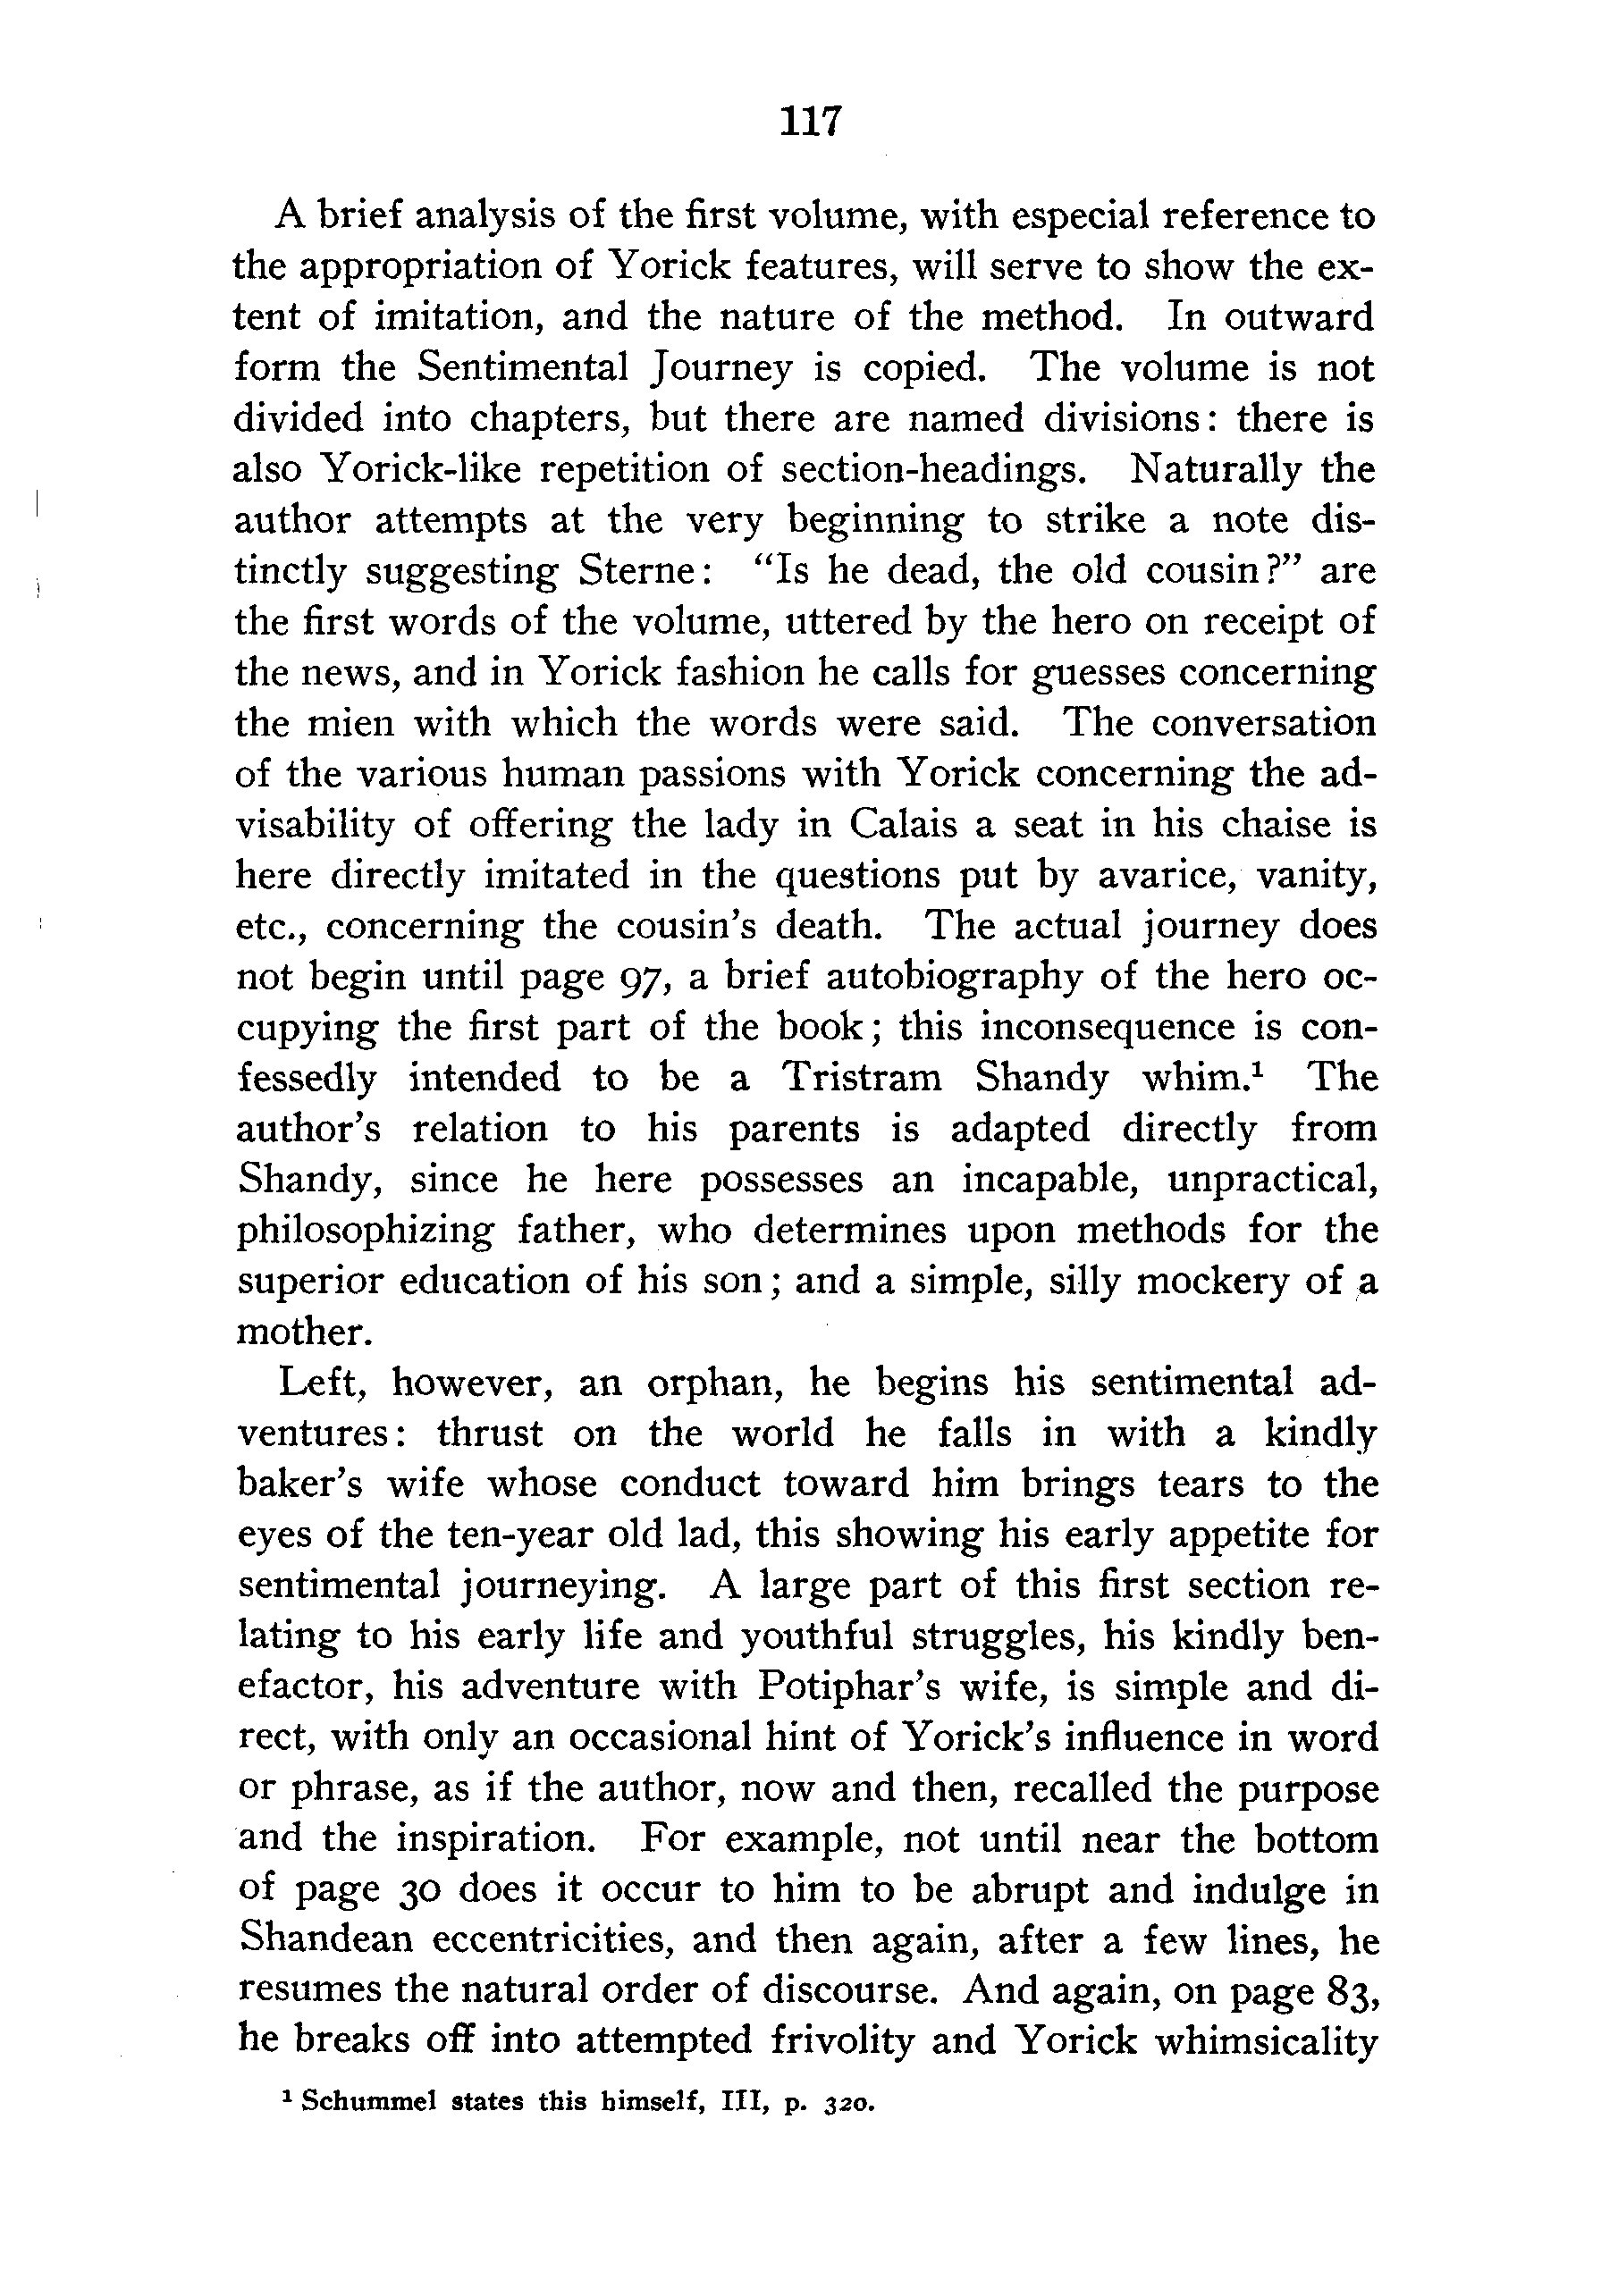 117
A brief analysis of the first volume, with especial reference to
the appropriation of Yorick features, will serve to show the ex-
tent of imitation, and the nature of the method. In outward
form the Sentimental Journey is copied. The volume is not
divided into chapters, but there are named divisions: there is
also Yorick-like repetition of section-headings. Naturally the
author attempts at the very beginning to strike a note dis-
tinctly suggesting Sterne: "Is he dead, the old cousin?" are
the first words of the volume, uttered by the hero on receipt of
the news, and in Yorick fashion he calls for guesses concerning
the mien with which the words were said. The conversation
of the various human passions with Yorick concerning the ad-
visability of offering the lady in Calais a seat in his chaise is
here directly imitated in the questions put by avarice, vanity,
etc., concerning the cousin's death. The actual journey does
not begin until page 97, a brief autobiography of the hero oc-
cupying the first part of the book; this inconsequence is con-
fessedly intended to be a Tristram Shandy whim.¹ The
author's relation to his parents is adapted directly from
Shandy, since he here possesses an incapable, unpractical,
philosophizing father, who determines upon methods for the
superior education of his son; and a simple, silly mockery of a
mother.
Left, however, an orphan, he begins his sentimental ad-
ventures: thrust on the world he falls in with a kindly
baker's wife whose conduct toward him brings tears to the
eyes of the ten-year old lad, this showing his early appetite for
sentimental journeying. A large part of this first section re-
lating to his early life and youthful struggles, his kindly ben-
efactor, his adventure with Potiphar's wife, is simple and di-
rect, with only an occasional hint of Yorick's influence in word
or phrase, as if the author, now and then, recalled the purpose
and the inspiration. For example, not until near the bottom
of page 30 does it occur to him to be abrupt and indulge in
Shandean eccentricities, and then again, after a few lines, he
resumes the natural order of discourse. And again, on page 83,
he breaks off into attempted frivolity and Yorick whimsicality
¹ Schummel states this himself, III, p. 320.